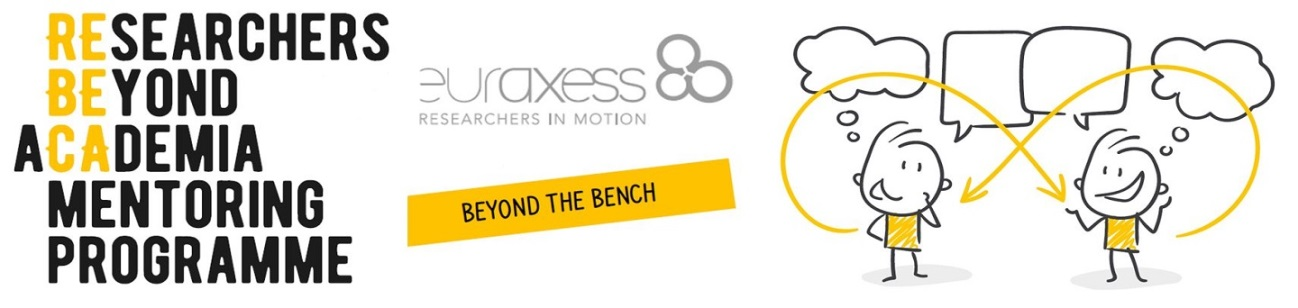 RESEARCHERS
BEYOND
ACADEMIA
MENTORING
PROGRAMME
euraxess
RESEARCHERS IN MOTION
BEYOND THE BENCH